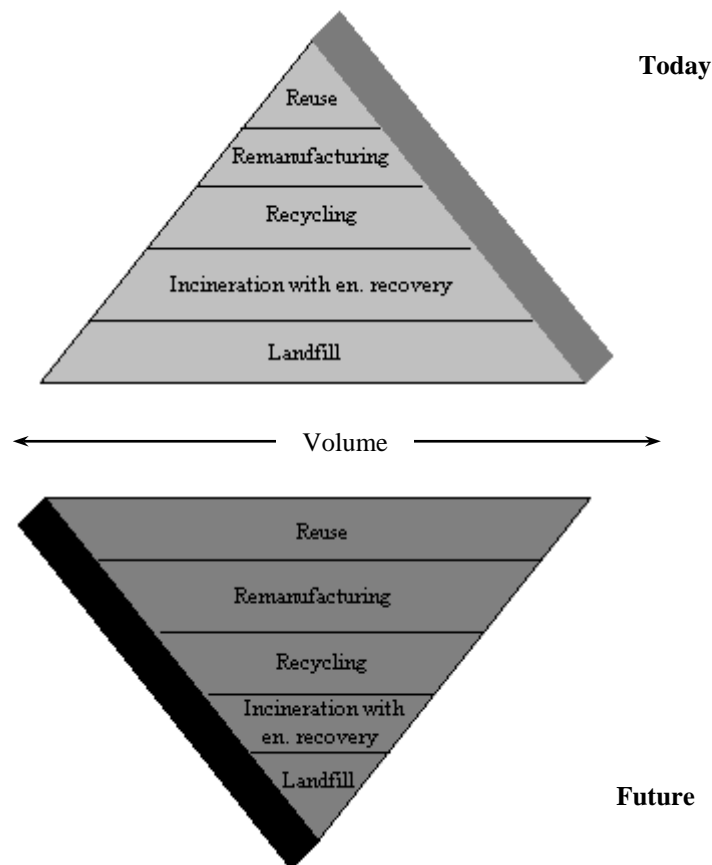 Today
Reuse
Remanufacturing
Recycling
Incineration with en. recovery
Landfill
Volume
Reuse
Remanufacturing
Recycling
Incineration with
en. recovery
Landfill
Future